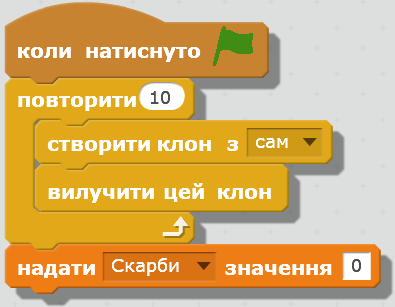 коли натиснуто
повторити 10
створити клон з сам
вилучити цей клон
надати Скарби значення 0